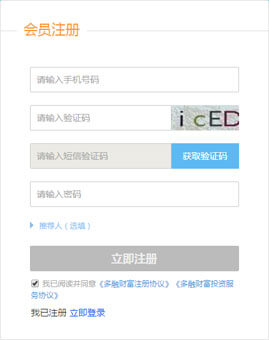 会员注册
请输入手机号码
请输入验证码
i cED
请输入短信验证码
获取验证码
请输入密码
推荐人（选填）
立即注册
我已阅读并同意《多融财富注册协议》《多融财富投资服
务协议》
我已注册 立即登录